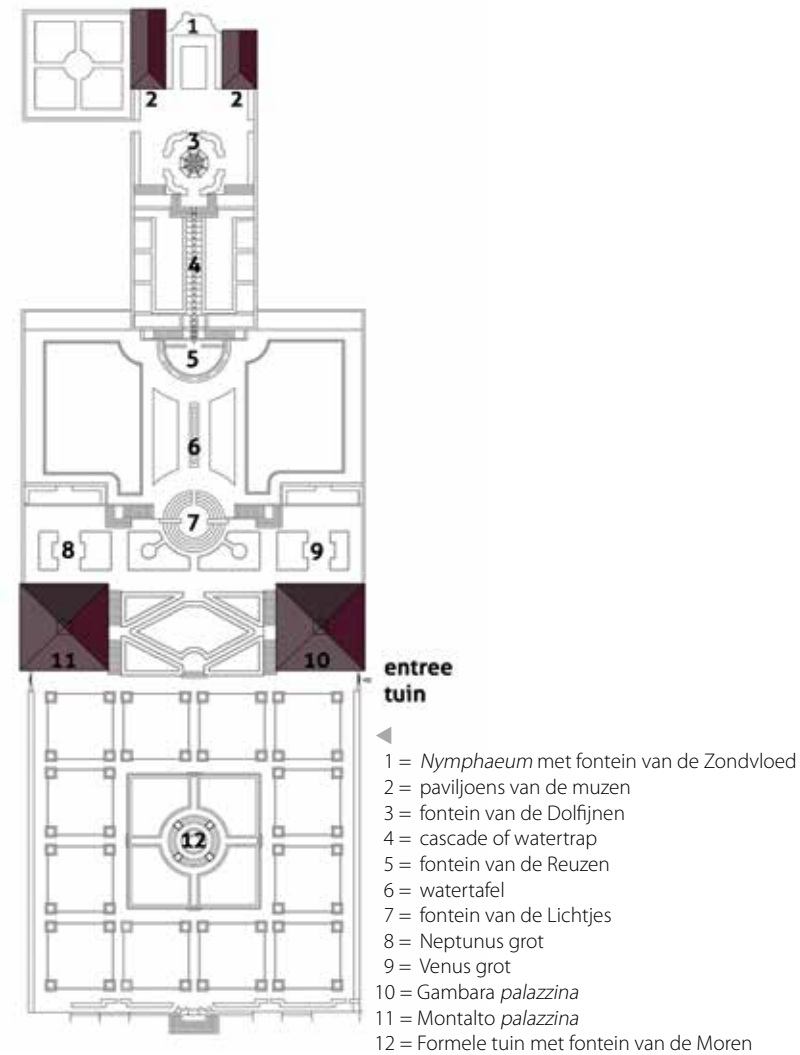 1
2
2
3
4
5
6
7
8
9
11
10
entree
tuin
12
1 = Nymphaeum met fontein van de Zondvloed
2 = paviljoens van de muzen
3 = fontein van de Dolfijnen
4 = cascade of watertrap
5 = fontein van de Reuzen
6 = watertafel
7 = fontein van de Lichtjes
8 = Neptunus grot
9 = Venus grot
10 = Gambara palazzina
11 = Montalto palazzina
12 = Formele tuin met fontein van de Moren